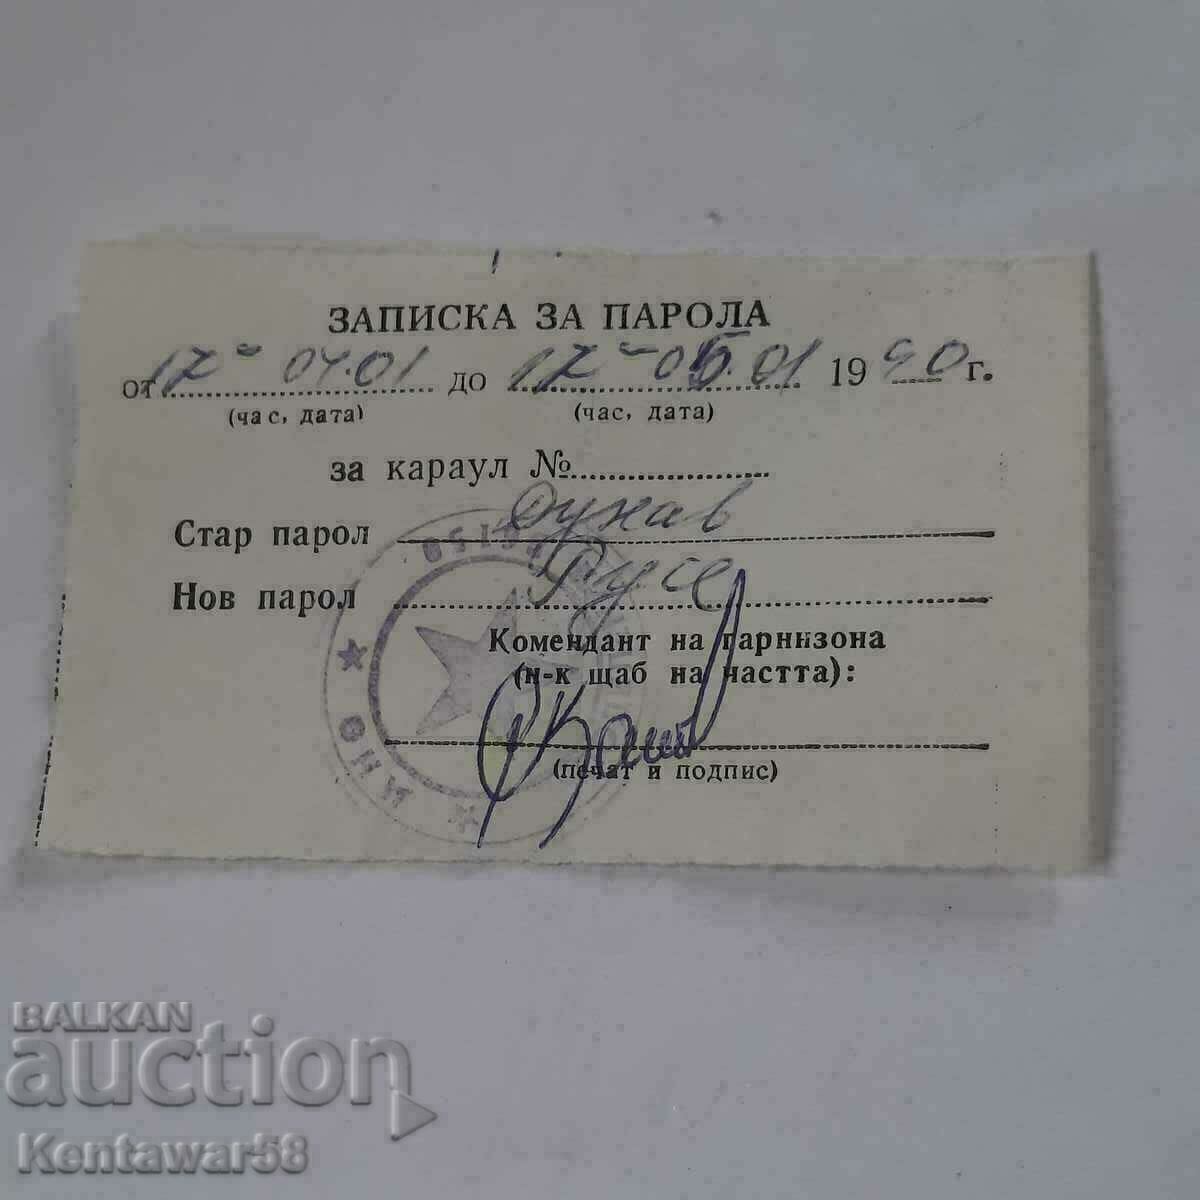 ЗАПИСКА ЗА ПАРОЛА
от 17 04.01 до 17 05.01 1990 г.
(час, дата) (час, дата)
за караул №
Стар парол Дунав
Нов парол Русе
Комендант на гарнизона
(н-к щаб на частта):
(печат и подпис)
МНО
BALKAN
auction
Kentawar58